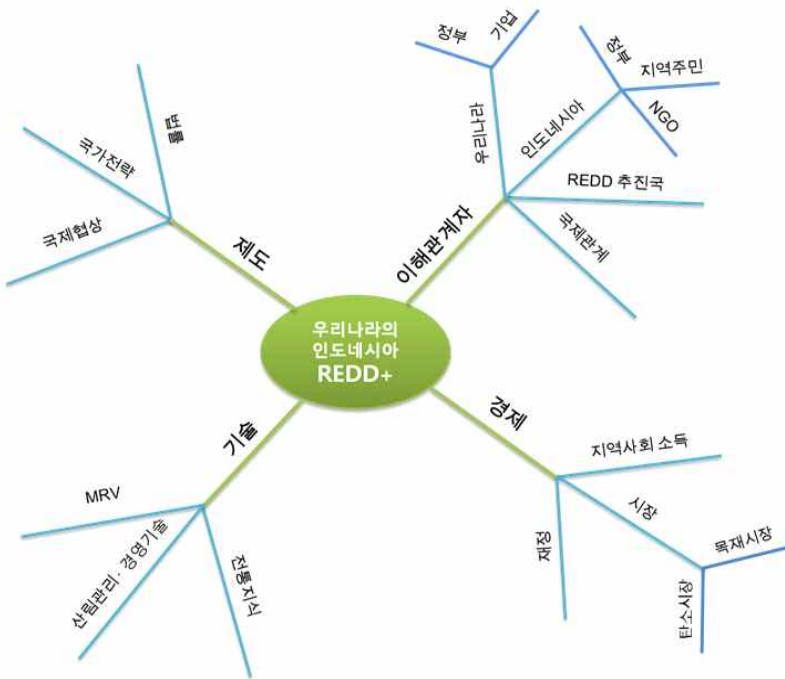 우리나라의
인도네시아
REDD+
제도
법률
국가전략
국제협상
이해관계자
우리나라
정부
기업
인도네시아
정부
지역주민
NGO
REDD 추진국
국제관계
기술
MRV
산림관리· 경영기술
전통지식
경제
지역사회 소득
시장
목재시장
탄소시장
재정